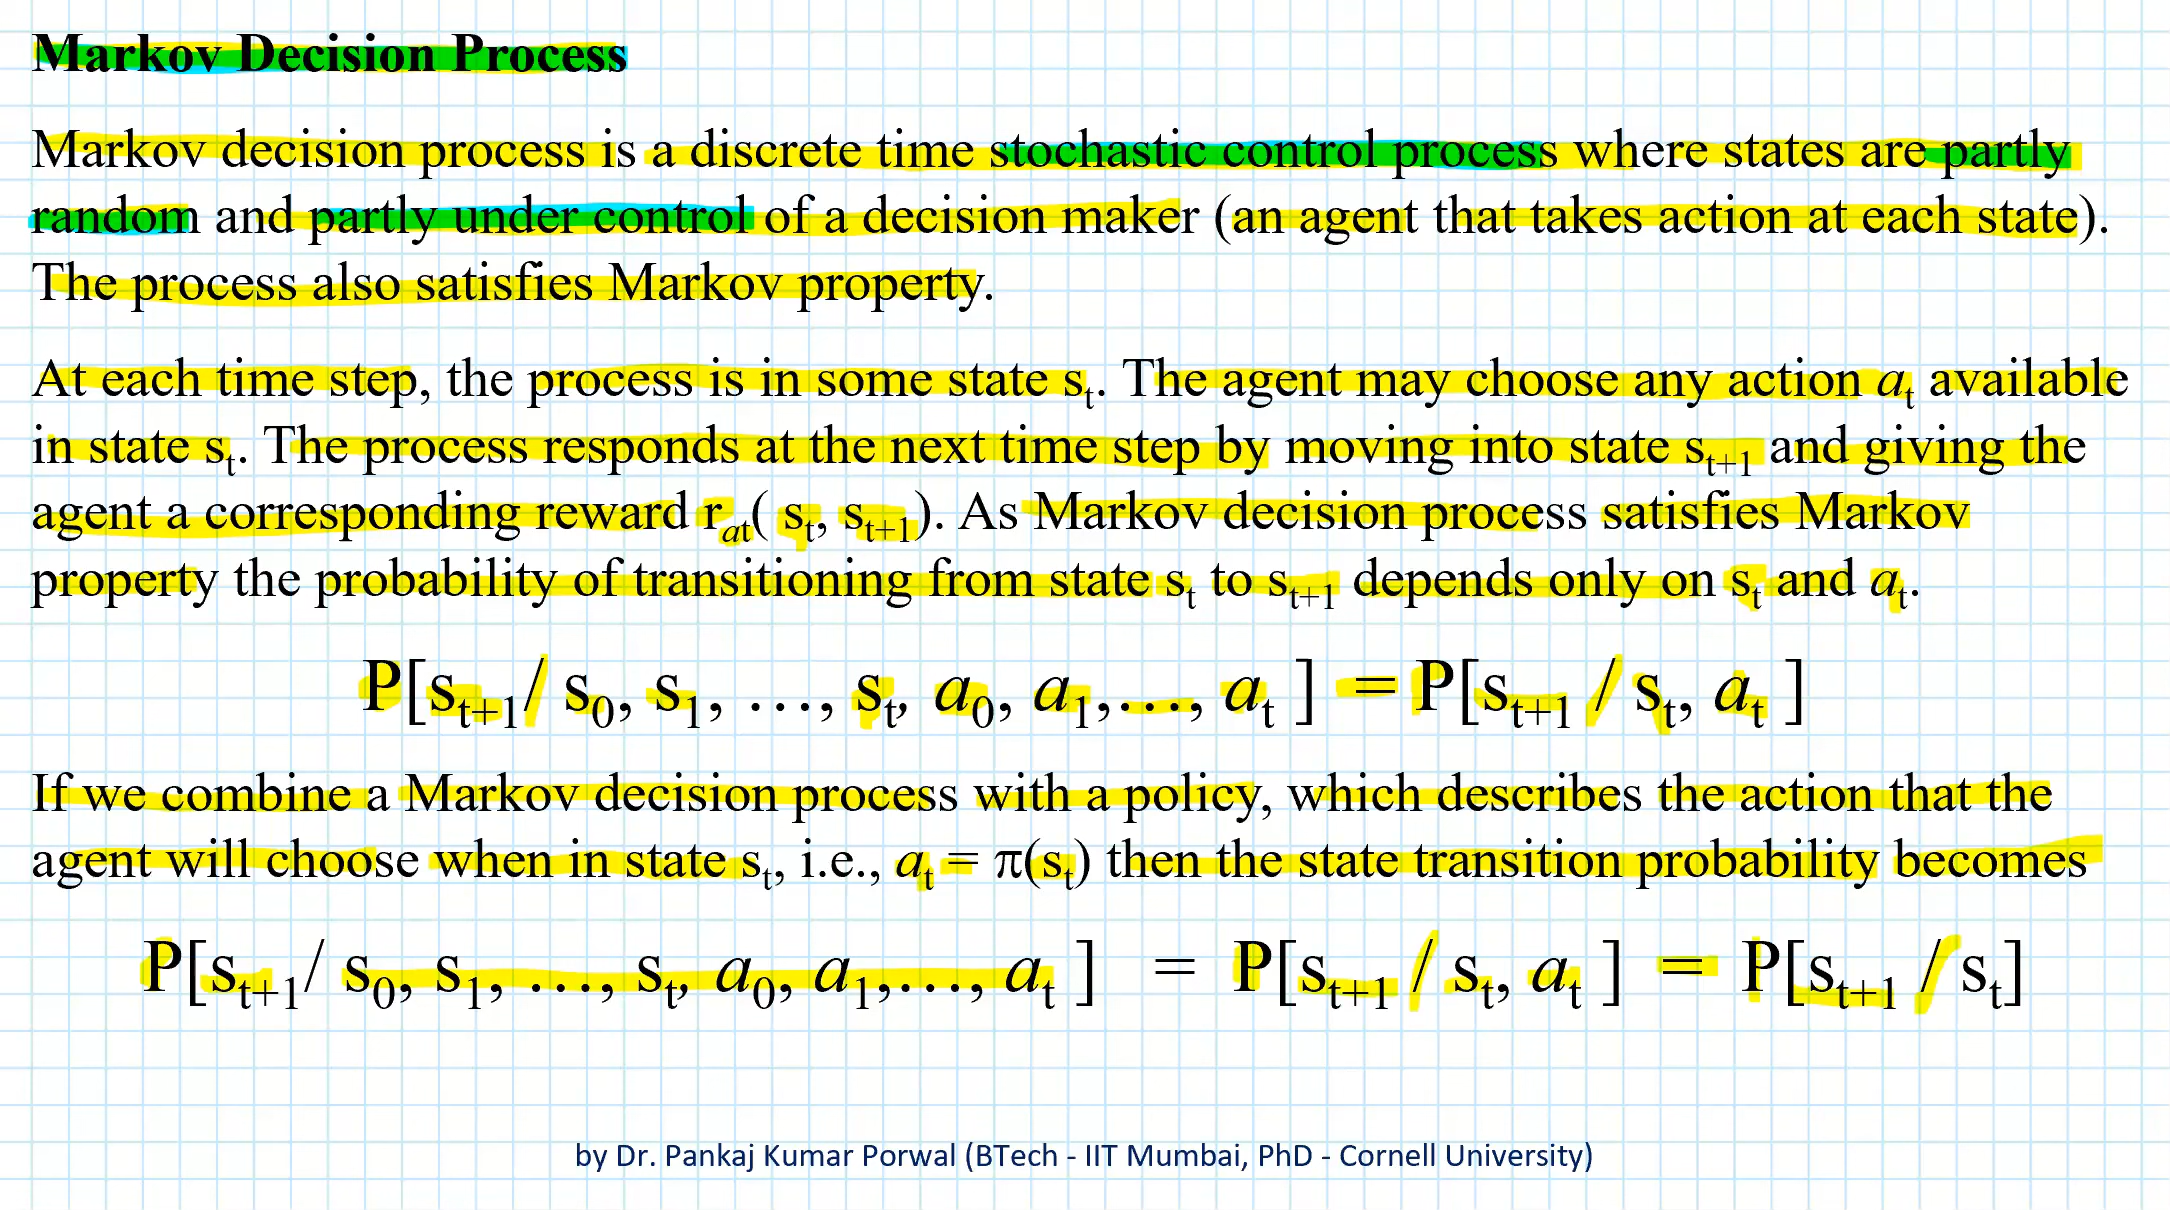 Markov Decision Process
Markov decision process is a discrete time stochastic control process where states are partly
random and partly under control of a decision maker (an agent that takes action at each state).
The process also satisfies Markov property.
At each time step, the process is in some state sₜ. The agent may choose any action aₜ available
in state sₜ. The process responds at the next time step by moving into state sₜ₊₁ and giving the
agent a corresponding reward rₐₜ( sₜ, sₜ₊₁). As Markov decision process satisfies Markov
property the probability of transitioning from state sₜ to sₜ₊₁ depends only on sₜ and aₜ.
P[sₜ₊₁/ s₀, s₁, …, sₜ, a₀, a₁,…, aₜ ] = P[sₜ₊₁ / sₜ, aₜ ]
If we combine a Markov decision process with a policy, which describes the action that the
agent will choose when in state sₜ, i.e., aₜ = π(sₜ) then the state transition probability becomes
P[sₜ₊₁/ s₀, s₁, …, sₜ, a₀, a₁,…, aₜ ] = P[sₜ₊₁ / sₜ, aₜ ] = P[sₜ₊₁ / sₜ]
by Dr. Pankaj Kumar Porwal (BTech - IIT Mumbai, PhD - Cornell University)